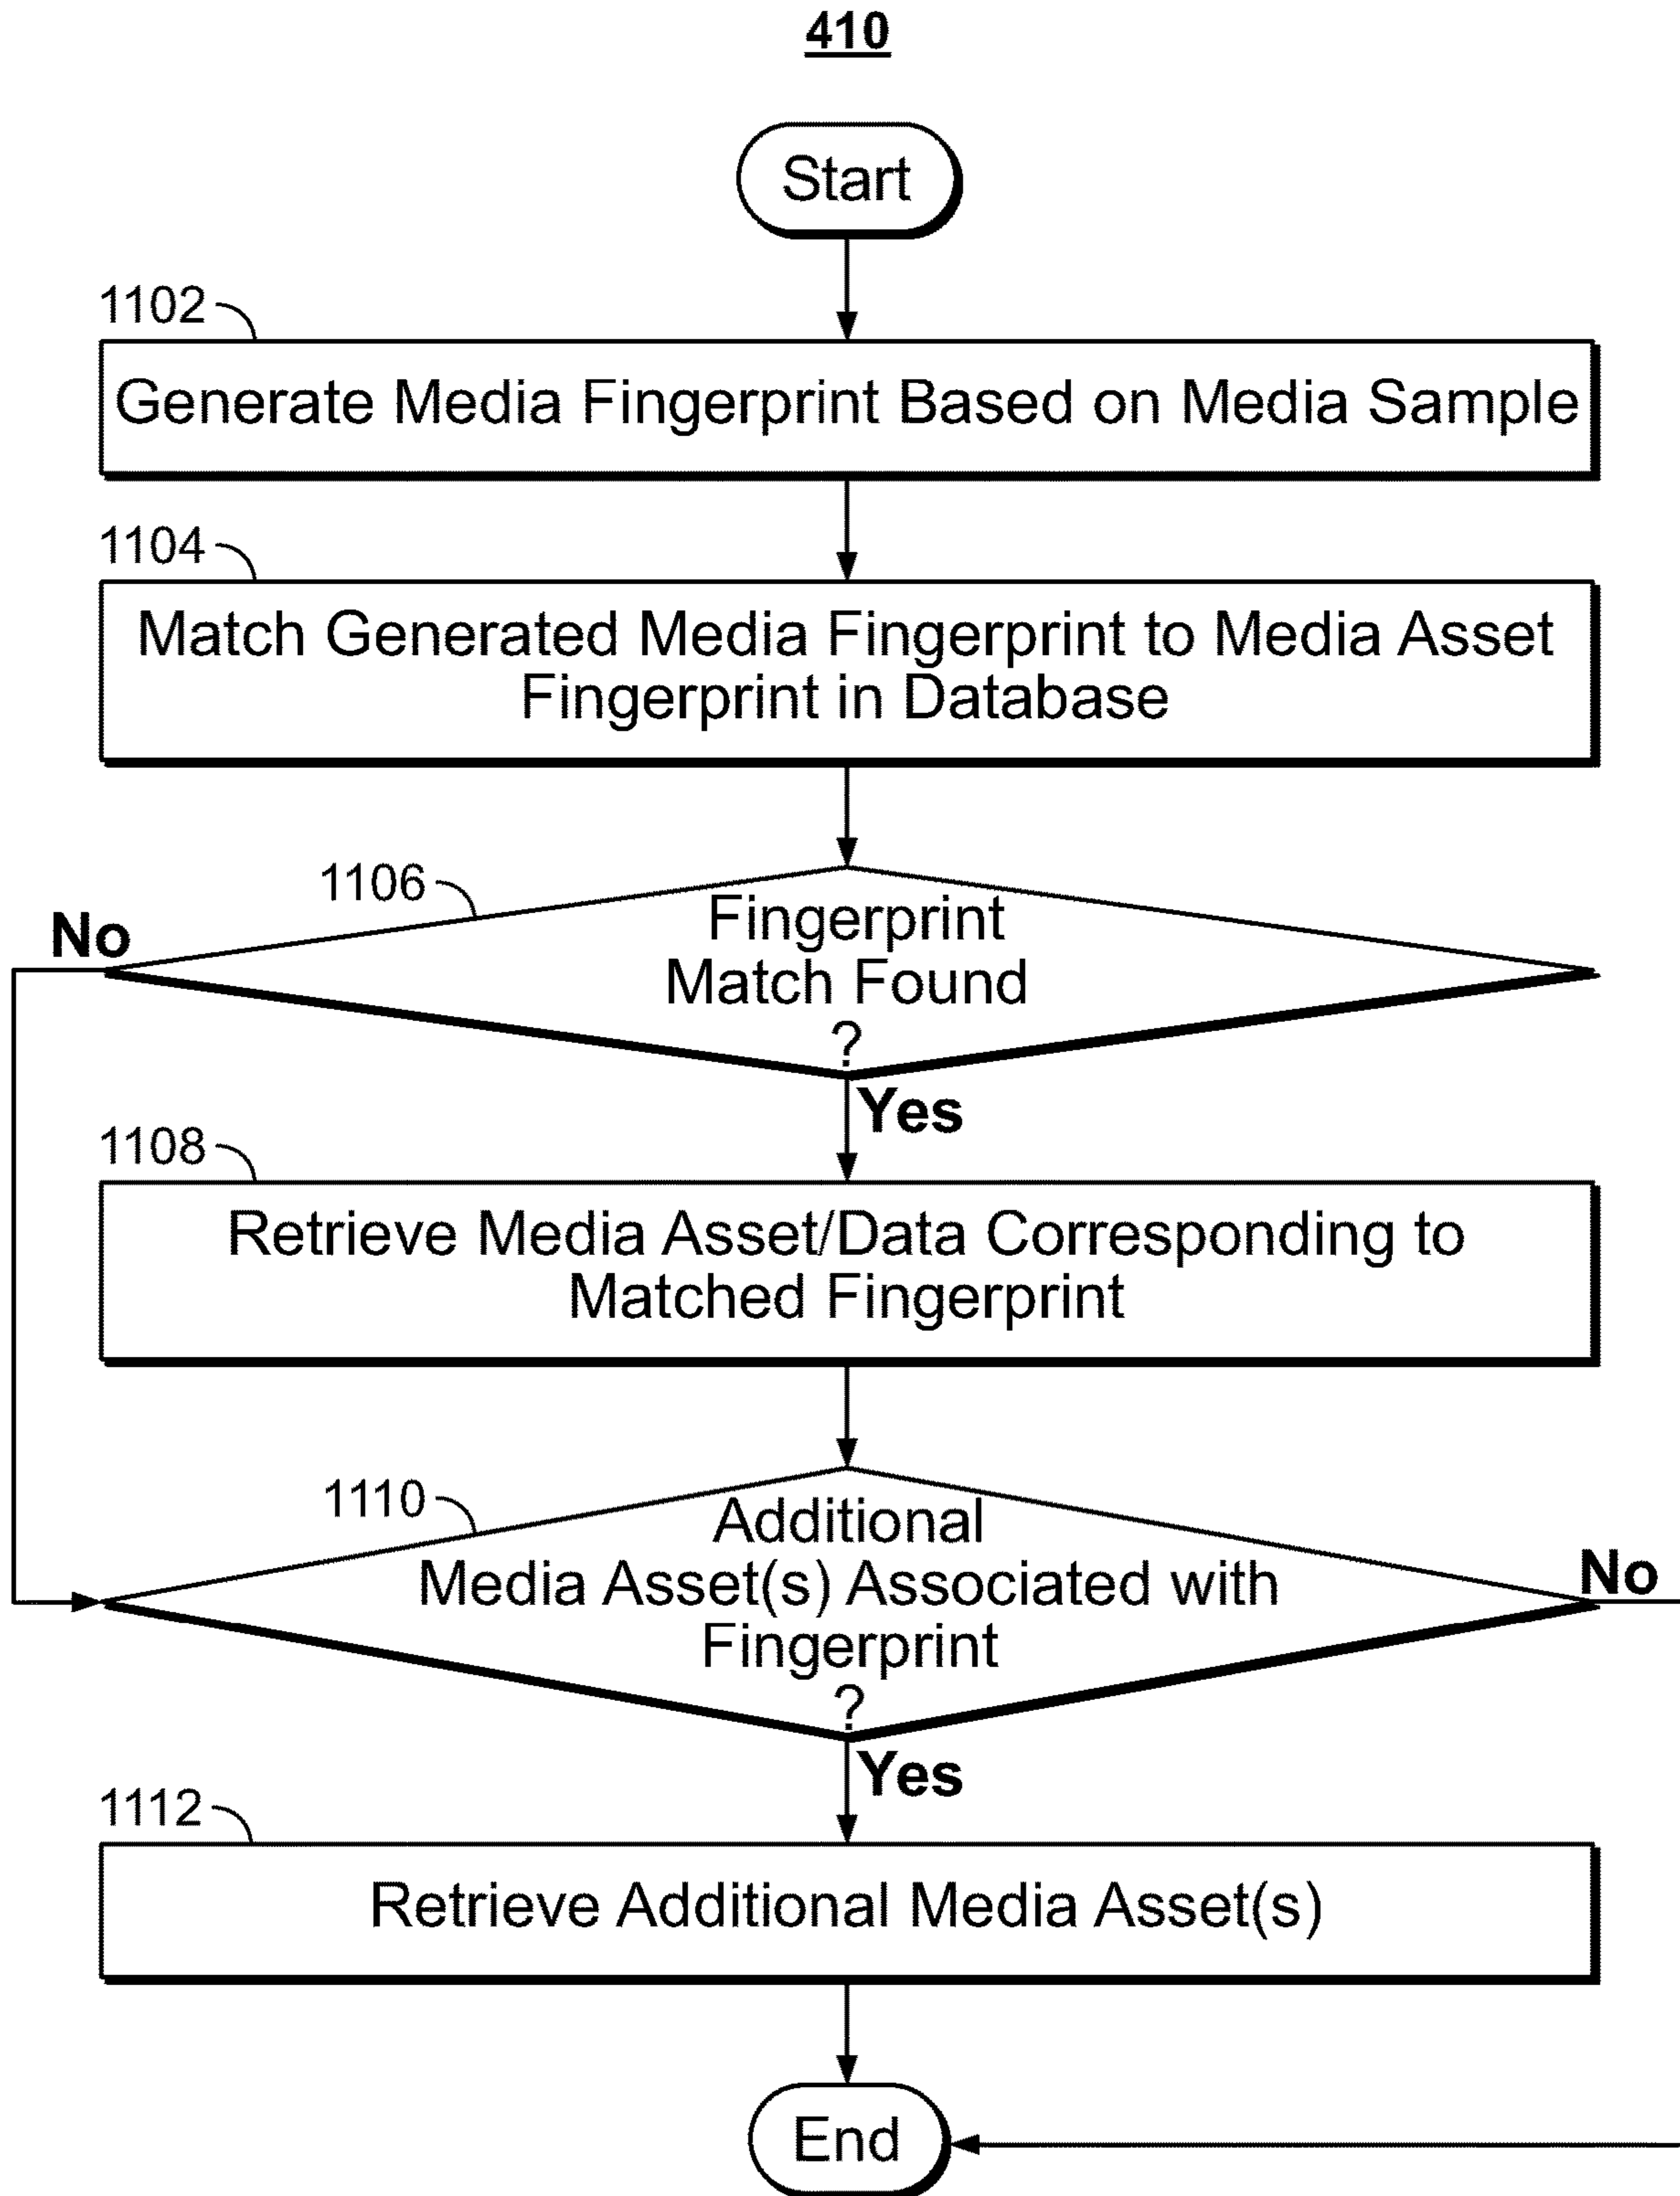 410
Start
1102
Generate Media Fingerprint Based on Media Sample
1104
Match Generated Media Fingerprint to Media Asset
Fingerprint in Database
1106
Fingerprint
Match Found
?
No
Yes
1108
Retrieve Media Asset/Data Corresponding to
Matched Fingerprint
1110
Additional
Media Asset(s) Associated with
Fingerprint
?
No
Yes
1112
Retrieve Additional Media Asset(s)
End